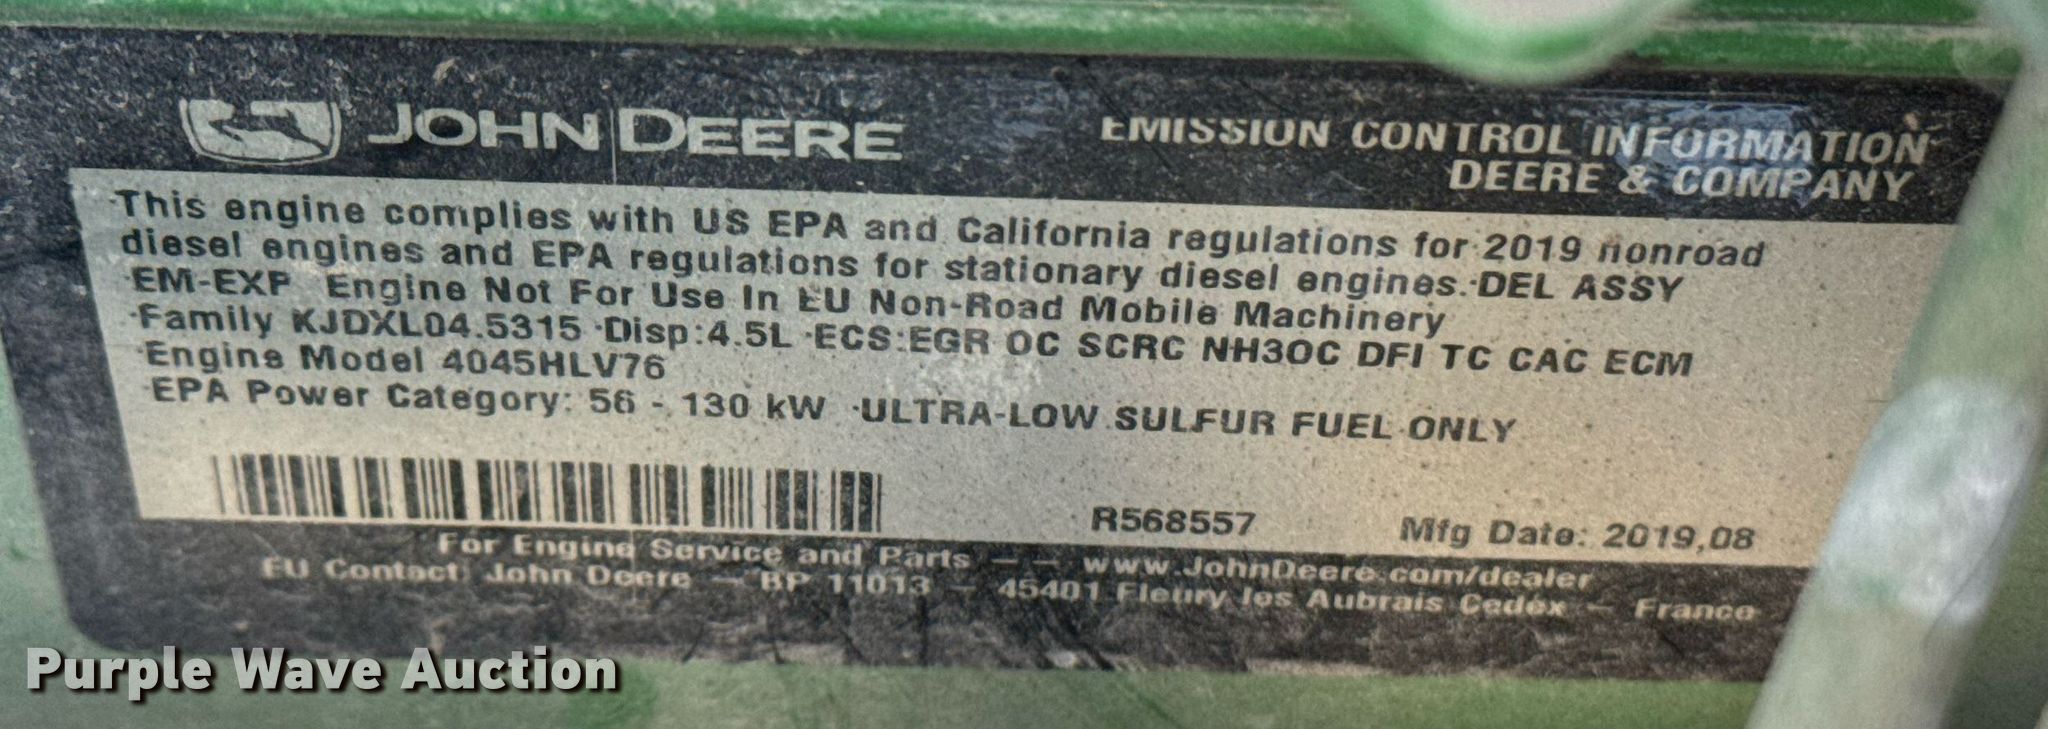 JOHN DEERE
EMISSION CONTROL INFORMATION
DEERE & COMPANY
·This engine complies with US EPA and California regulations for 2019 nonroad
diesel engines and EPA regulations for stationary diesel engines.·DEL ASSY
·EM-EXP Engine Not For Use In EU Non-Road Mobile Machinery
·Family KJDXL04.5315 ·Disp:4.5L ·ECS:EGR OC SCRC NH3OC DFI TC CAC ECM
·Engine Model 4045HLV76
·EPA Power Category: 56 - 130 kW ·ULTRA-LOW SULFUR FUEL ONLY
R568557
Mfg Date: 2019,08
For Engine Service and Parts -- www.JohnDeere.com/dealer
EU Contact: John Deere - BP 11013 - 45401 Fleury les Aubrais Cedex - France
Purple Wave Auction